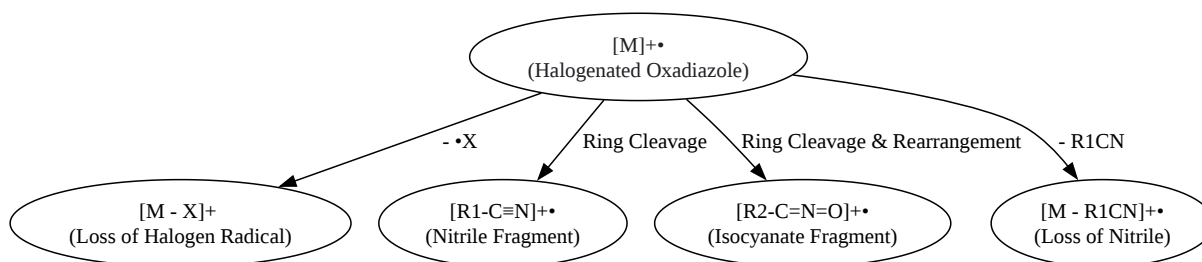 [M]+•
(Halogenated Oxadiazole)
- •X
Ring Cleavage
Ring Cleavage & Rearrangement
- R1CN
[M - X]+
(Loss of Halogen Radical)
[R1-C≡N]+•
(Nitrile Fragment)
[R2-C=N=O]+•
(Isocyanate Fragment)
[M - R1CN]+•
(Loss of Nitrile)